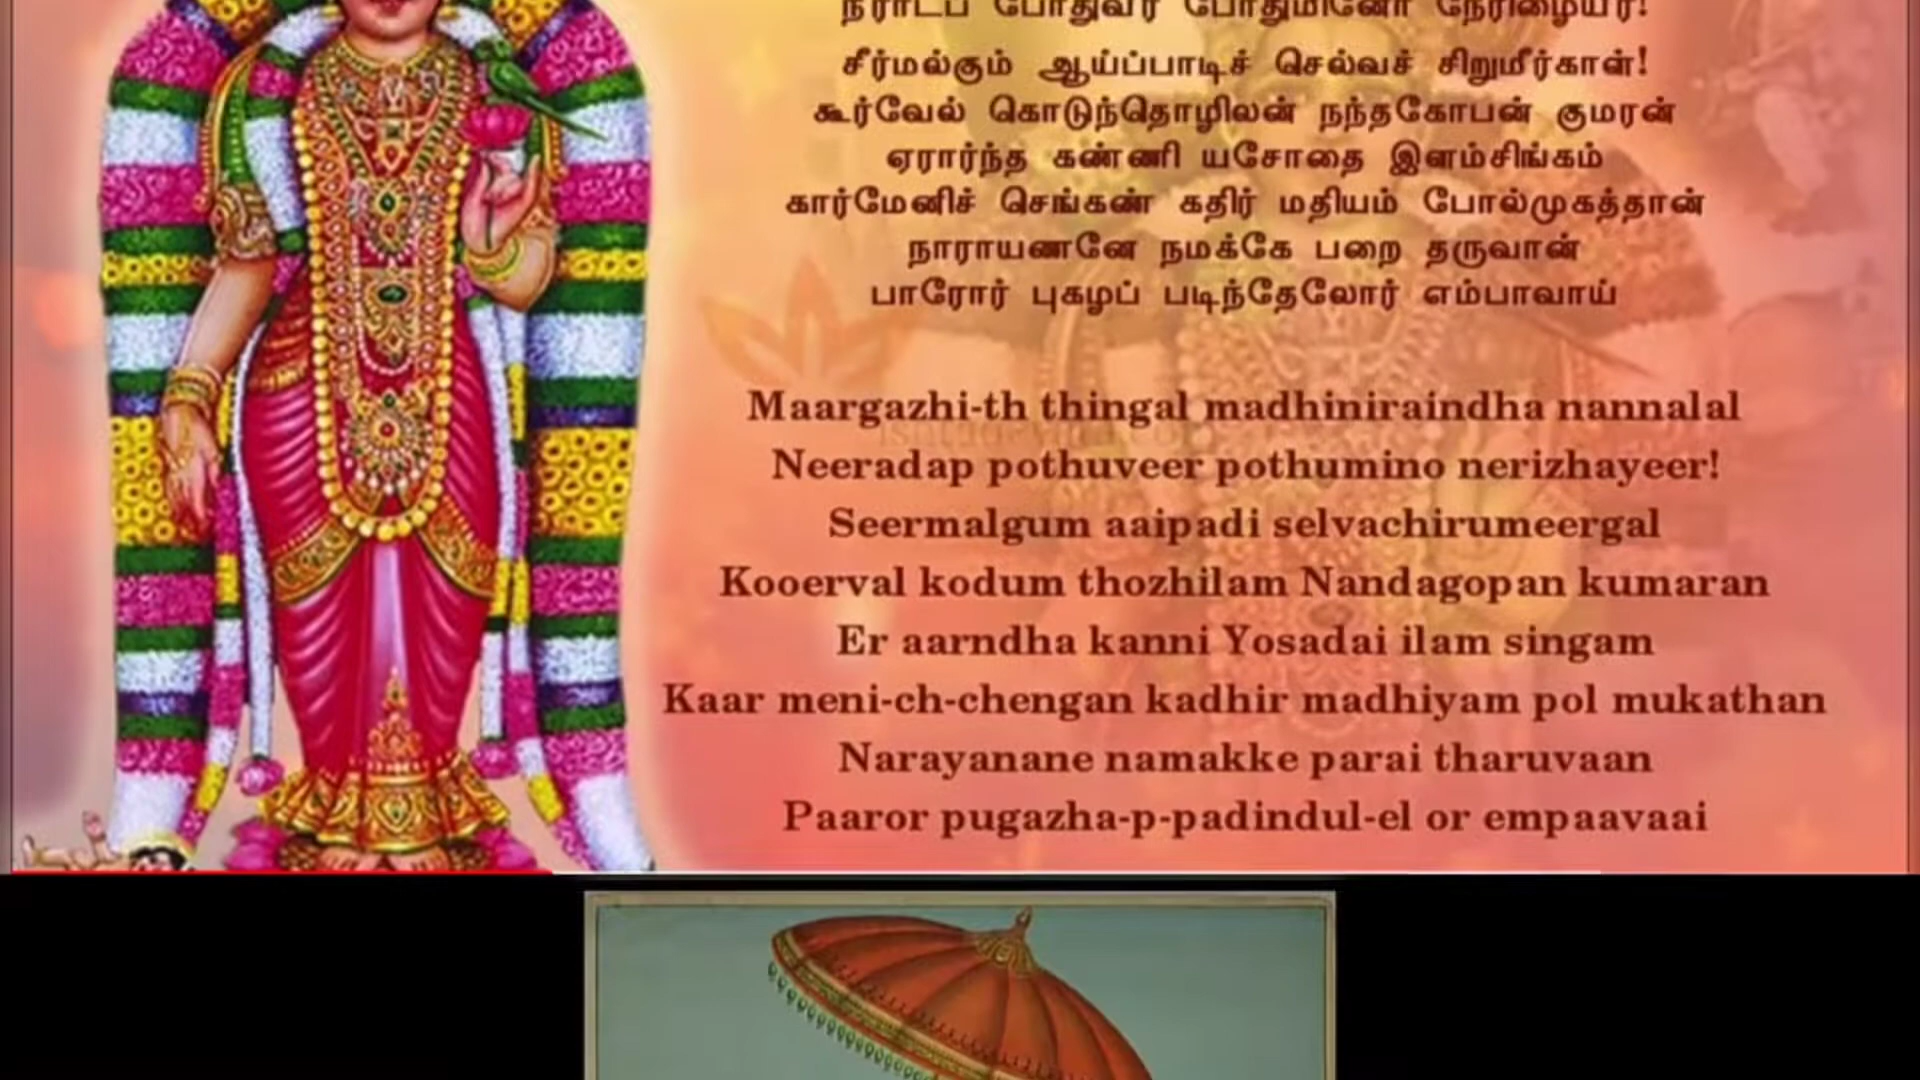 நீராடப் போதுவீர் போதுமினோ நேரிழையீர்!
சீர்மல்கும் ஆய்ப்பாடிச் செல்வச் சிறுமீர்காள்!
கூர்வேல் கொடுந்தொழிலன் நந்தகோபன் குமரன்
ஏரார்ந்த கண்ணி யசோதை இளம்சிங்கம்
கார்மேனிச் செங்கண் கதிர் மதியம் போல்முகத்தான்
நாராயணனே நமக்கே பறை தருவான்
பாரோர் புகழப் படிந்தேலோர் எம்பாவாய்
Maargazhi-th thingal madhiniraindha nannalal
Neeradap pothuveer pothumino nerizhayeer!
Seermalgum aaipadi selvachirumeergal
Kooerval kodum thozhilam Nandagopan kumaran
Er aarndha kanni Yosadai ilam singam
Kaar meni-ch-chengan kadhir madhiyam pol mukathan
Narayanane namakke parai tharuvaan
Paaror pugazha-p-padindul-el or empaavaai